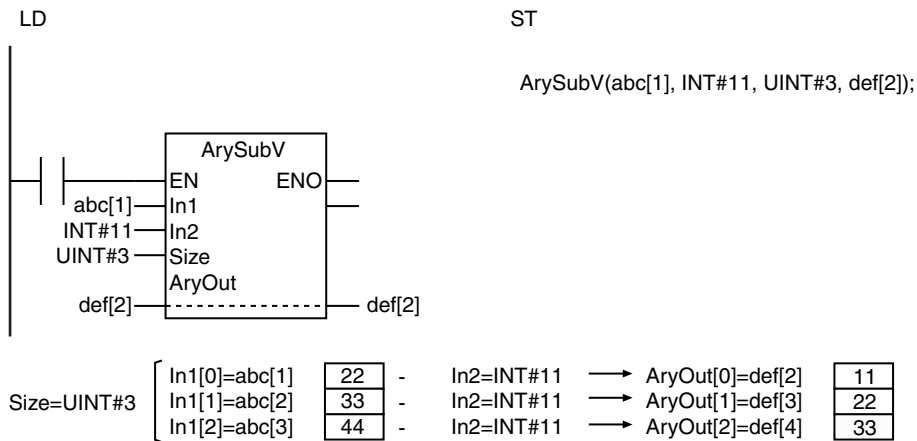 LD ST
ArySubV(abc[1], INT#11, UINT#3, def[2]);
ArySubV
EN ENO
abc[1] In1
INT#11 In2
UINT#3 Size
AryOut
def[2] def[2]
In1[0]=abc[1] 22 - In2=INT#11 → AryOut[0]=def[2] 11
Size=UINT#3 In1[1]=abc[2] 33 - In2=INT#11 → AryOut[1]=def[3] 22
In1[2]=abc[3] 44 - In2=INT#11 → AryOut[2]=def[4] 33